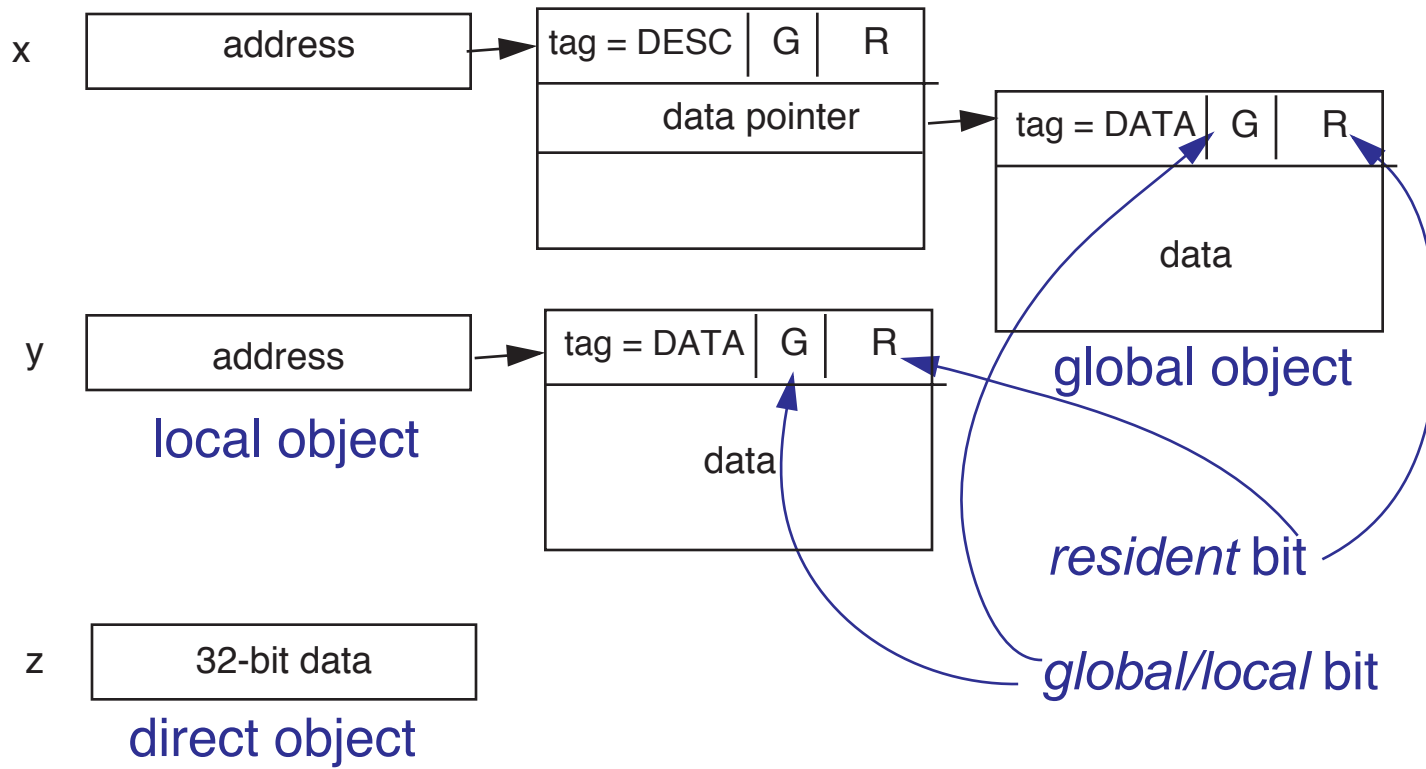 x
address
tag = DESC G R
data pointer
tag = DATA G R
data
global object
y
address
local object
tag = DATA G R
data
resident bit
global/local bit
z
32-bit data
direct object